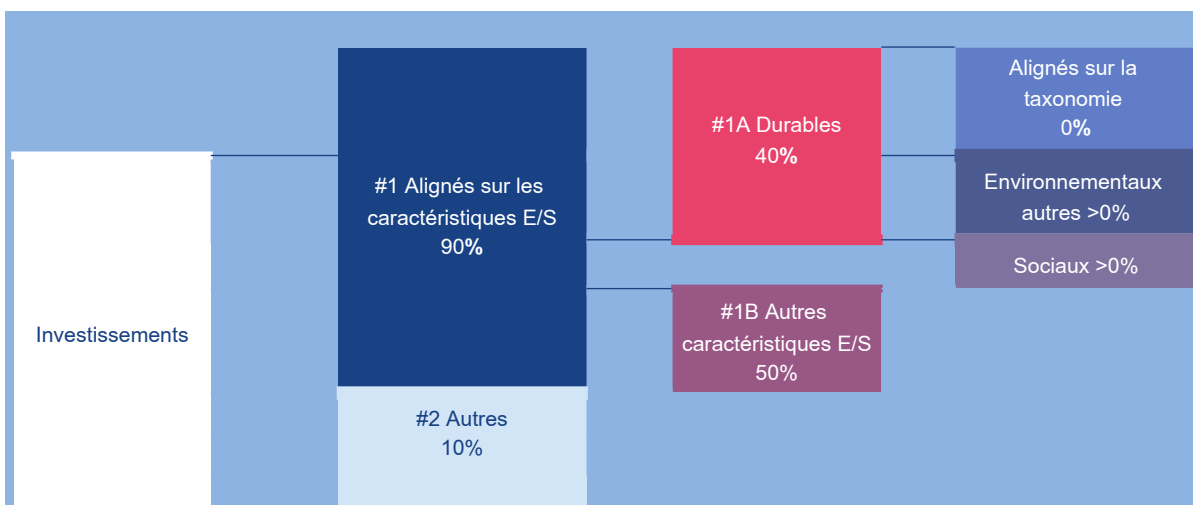 Investissements
#1 Alignés sur les
caractéristiques E/S
90%
#2 Autres
10%
#1A Durables
40%
#1B Autres
caractéristiques E/S
50%
Alignés sur la
taxonomie
0%
Environnementaux
autres >0%
Sociaux >0%